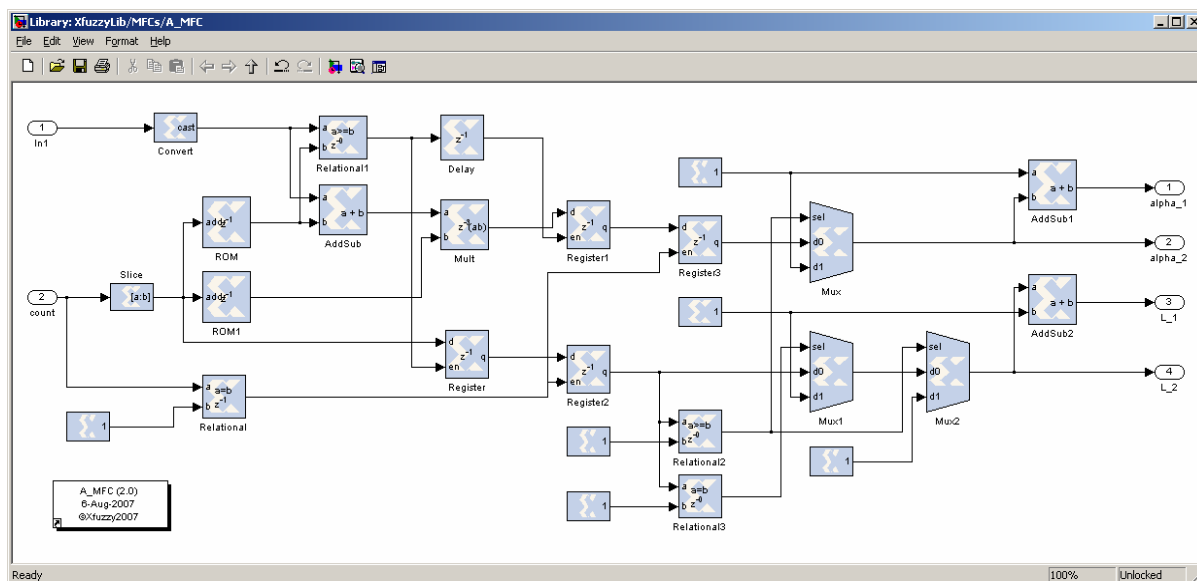 Library: XfuzzyLib/MFCs/A_MFC
File Edit View Format Help
1
In1
cast
Convert
a
b
a>=b
z-0
Relational1
z-1
Delay
a
b
a + b
AddSub
addr
z-1
ROM
a
b
(ab)
Mult
d
en
z-1
q
Register1
d
en
z-1
q
Register3
1
sel
d0
d1
Mux
a
b
a + b
AddSub1
1
alpha_1
2
alpha_2
2
count
Slice
[a:b]
addr
z-1
ROM1
d
en
z-1
q
Register
d
en
z-1
q
Register2
1
sel
d0
d1
Mux1
sel
d0
d1
Mux2
a
b
a + b
AddSub2
3
L_1
4
L_2
a
b
a=b
z-1
Relational
1
1
a
b
a>=b
z-0
Relational2
1
1
a
b
a=b
z-0
Relational3
A_MFC (2.0)
6-Aug-2007
©Xfuzzy2007
Ready
100%
Unlocked